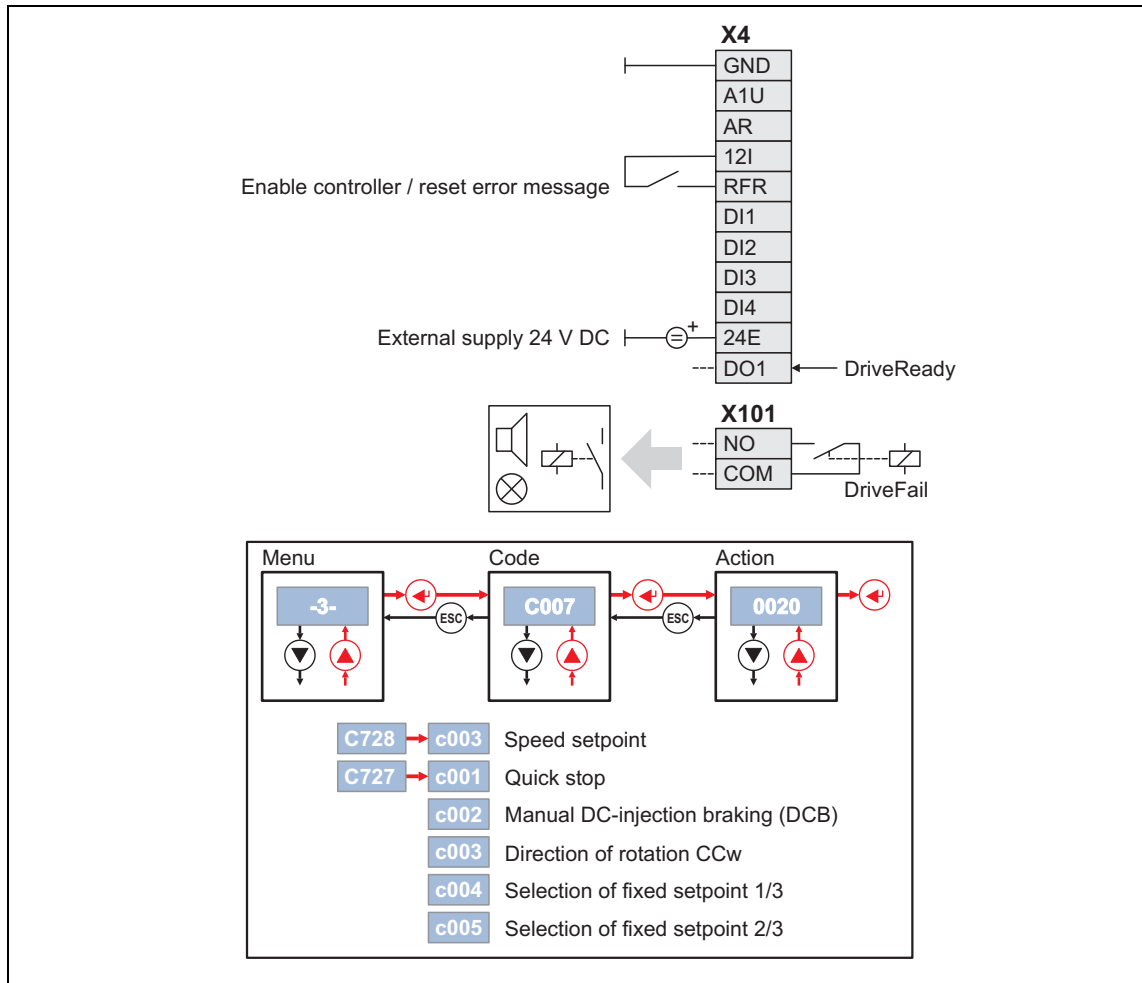 X4
GND
A1U
AR
12I
Enable controller / reset error message RFR
DI1
DI2
DI3
DI4
External supply 24 V DC = + 24E
DO1 DriveReady
X101
NO
COM
DriveFail
Menu Code Action
-3- C007 0020
ESC ESC
C728 c003 Speed setpoint
C727 c001 Quick stop
c002 Manual DC-injection braking (DCB)
c003 Direction of rotation CCw
c004 Selection of fixed setpoint 1/3
c005 Selection of fixed setpoint 2/3